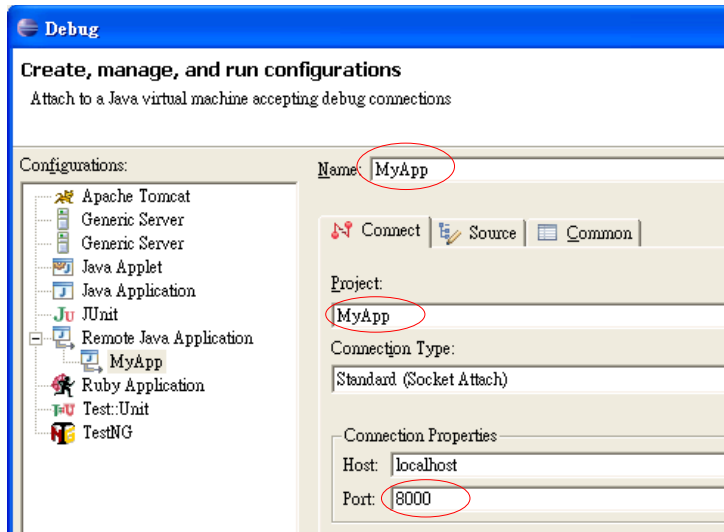 Debug
Create, manage, and run configurations
Attach to a Java virtual machine accepting debug connections
Configurations:
Apache Tomcat
Generic Server
Generic Server
Java Applet
Java Application
JUnit
Remote Java Application
MyApp
Ruby Application
Test::Unit
TestNG
Name: MyApp
Connect
Source
Common
Project:
MyApp
Connection Type:
Standard (Socket Attach)
Connection Properties
Host: localhost
Port: 8000